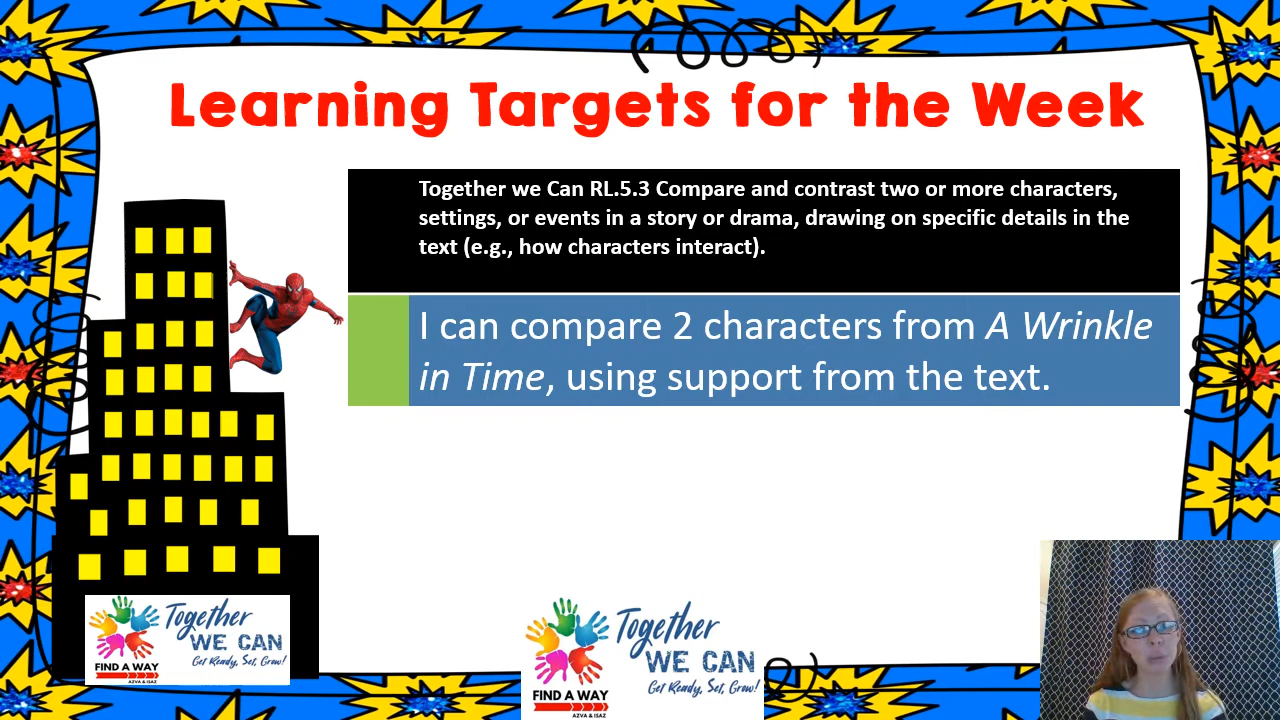 Learning Targets for the Week
Together we Can RL.5.3 Compare and contrast two or more characters,
settings, or events in a story or drama, drawing on specific details in the
text (e.g., how characters interact).
I can compare 2 characters from A Wrinkle
in Time, using support from the text.
Together
WE CAN
Get Ready, Set, Grow!
FIND A WAY
AZVA & ISAZ
Together
WE CAN
Get Ready, Set, Grow!
FIND A WAY
AZVA & ISAZ